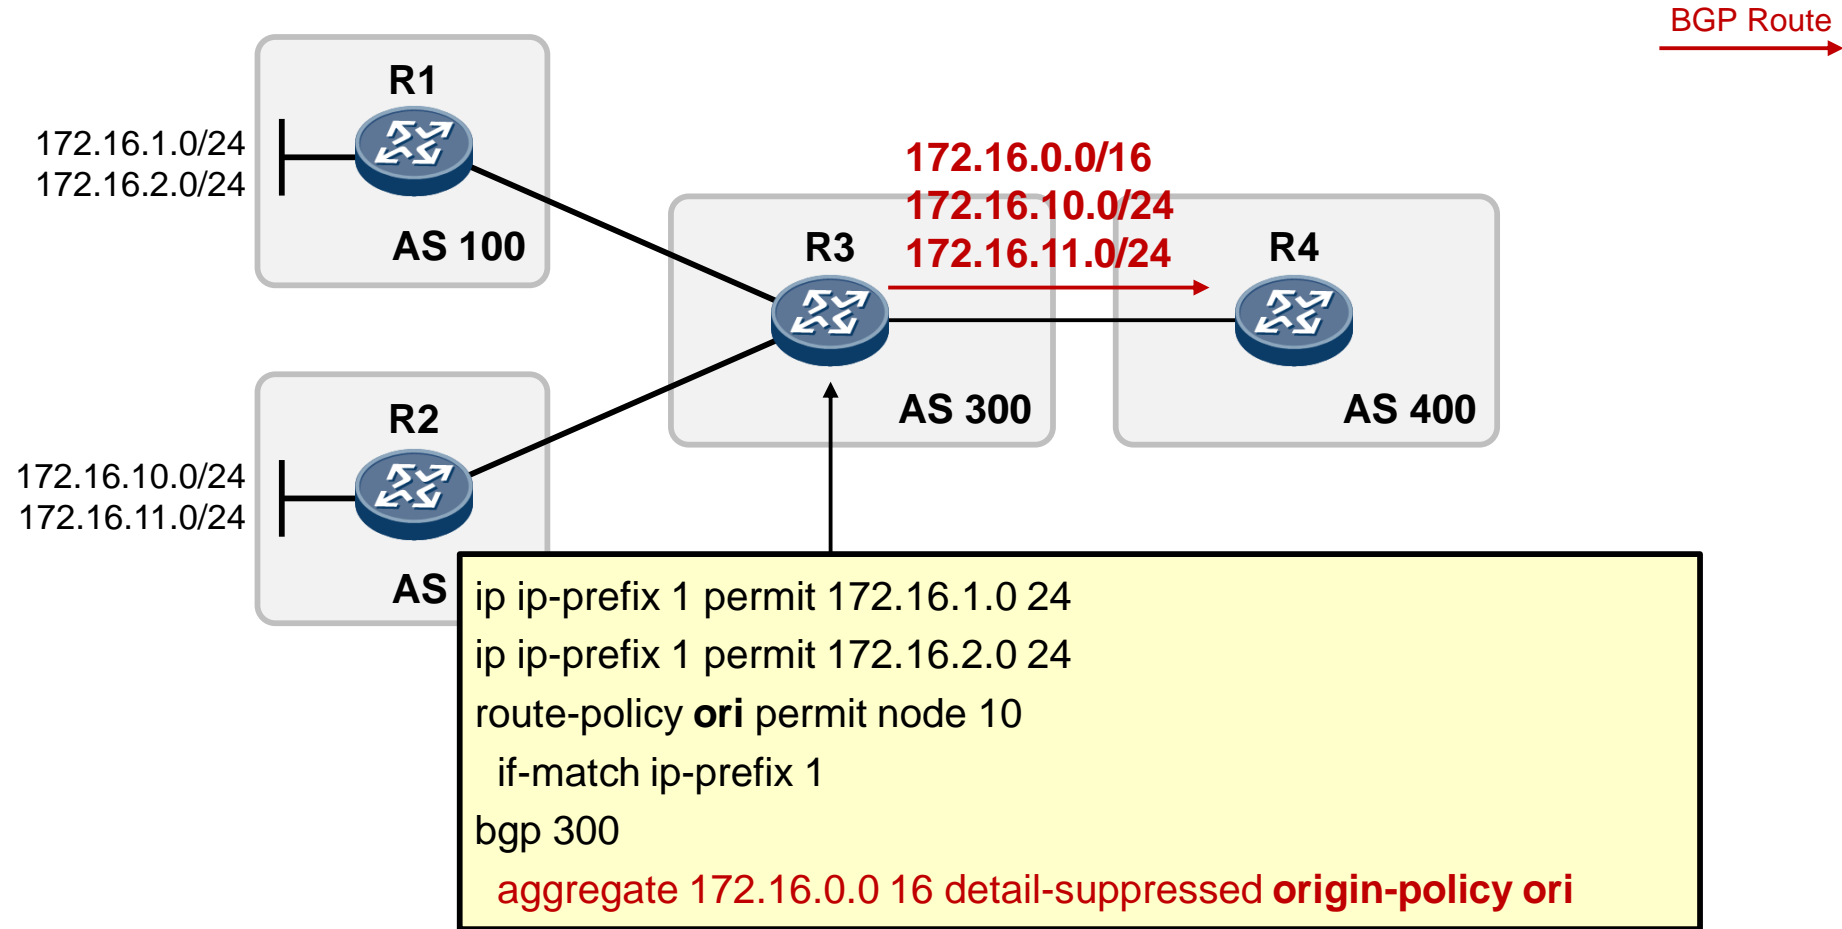 BGP Route
R1
172.16.1.0/24
172.16.2.0/24
AS 100
172.16.0.0/16
172.16.10.0/24
172.16.11.0/24
R3
R4
AS 300
AS 400
R2
172.16.10.0/24
172.16.11.0/24
AS
ip ip-prefix 1 permit 172.16.1.0 24
ip ip-prefix 1 permit 172.16.2.0 24
route-policy ori permit node 10
if-match ip-prefix 1
bgp 300
aggregate 172.16.0.0 16 detail-suppressed origin-policy ori